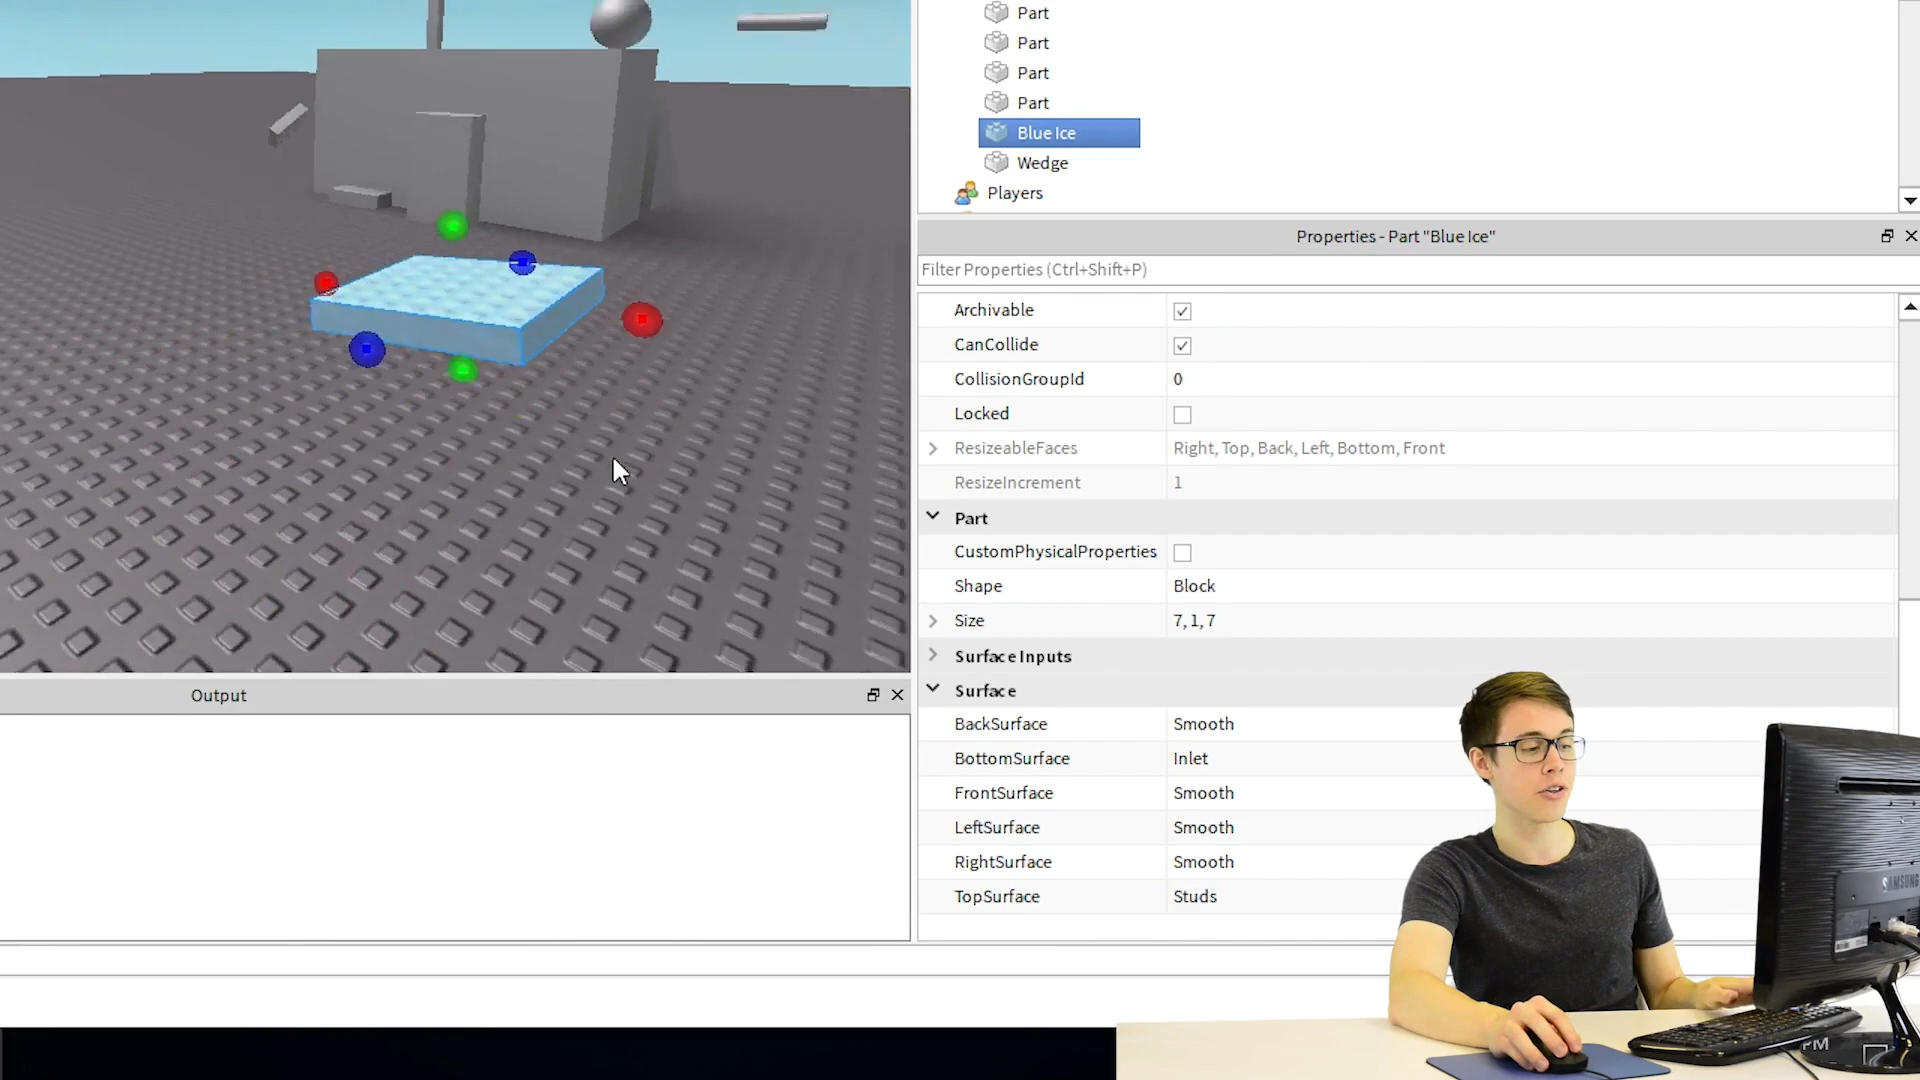 Part
Part
Part
Part
Blue Ice
Wedge
Players
Properties - Part "Blue Ice"
Filter Properties (Ctrl+Shift+P)
Archivable
CanCollide
CollisionGroupId 0
Locked
ResizeableFaces Right, Top, Back, Left, Bottom, Front
ResizeIncrement 1
Part
CustomPhysicalProperties
Shape Block
Size 7, 1, 7
Surface Inputs
Surface
BackSurface Smooth
BottomSurface Inlet
FrontSurface Smooth
LeftSurface Smooth
RightSurface Smooth
TopSurface Studs
Output
SAMSUNG
PM